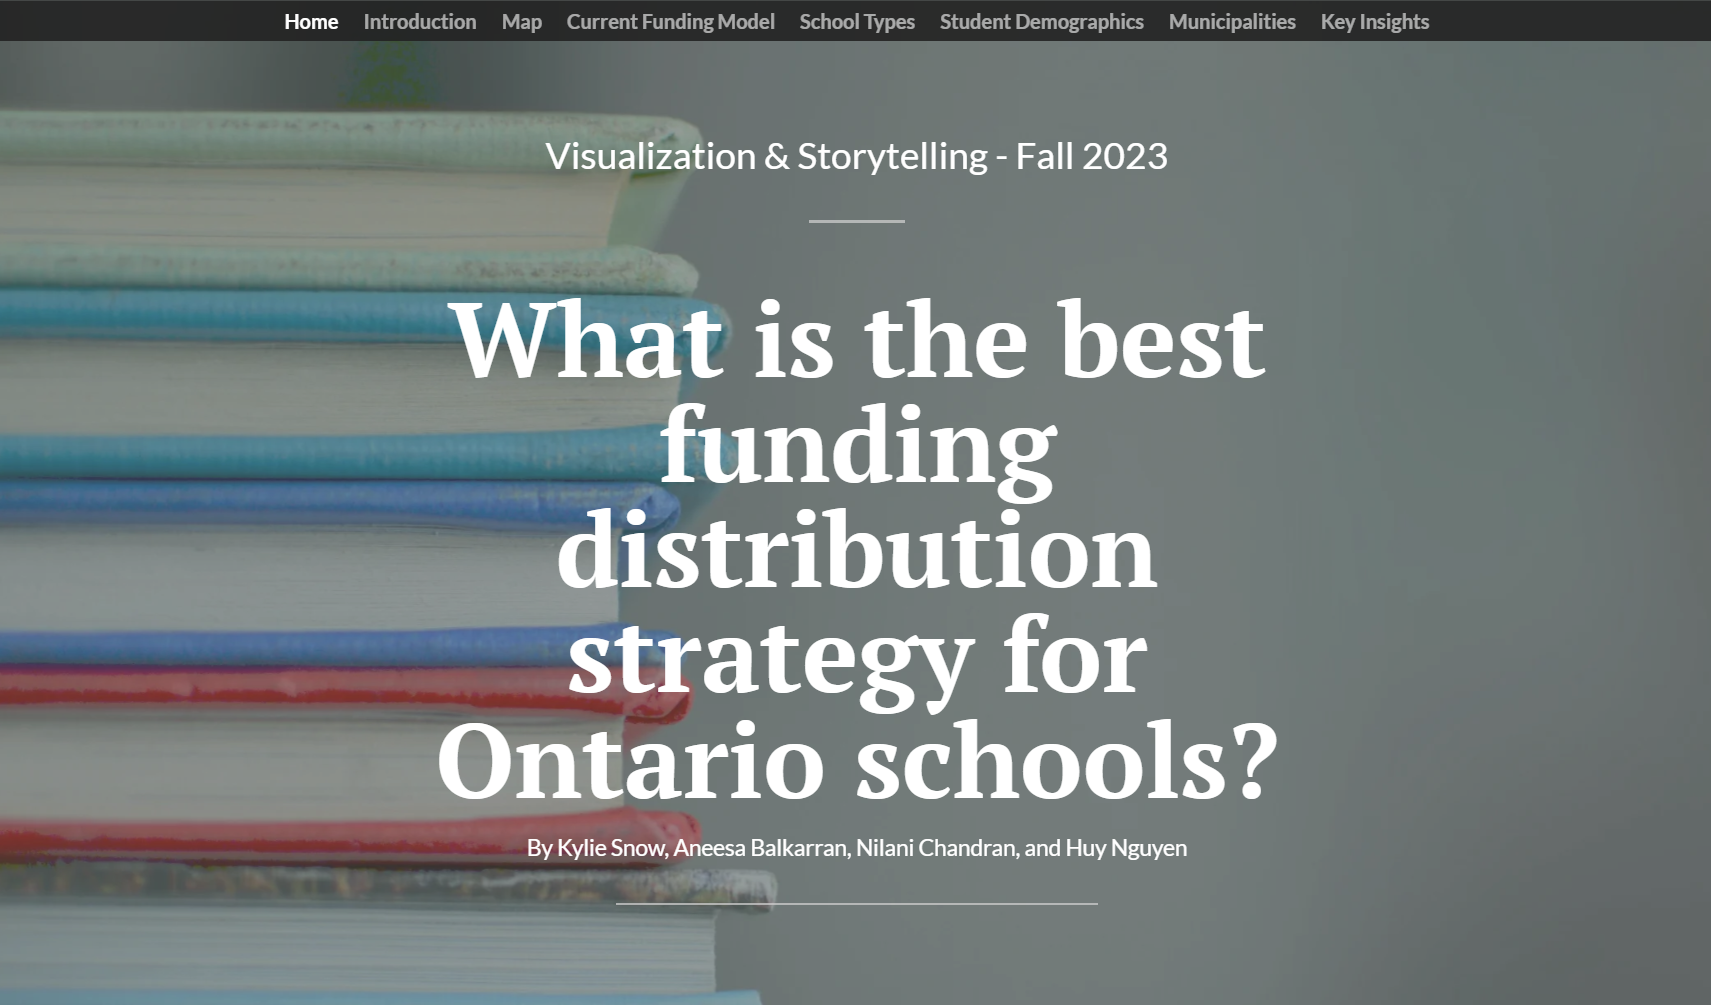 Home Introduction Map Current Funding Model School Types Student Demographics Municipalities Key Insights
Visualization & Storytelling - Fall 2023
What is the best
funding
distribution
strategy for
Ontario schools?
By Kylie Snow, Aneesa Balkarran, Nilani Chandran, and Huy Nguyen